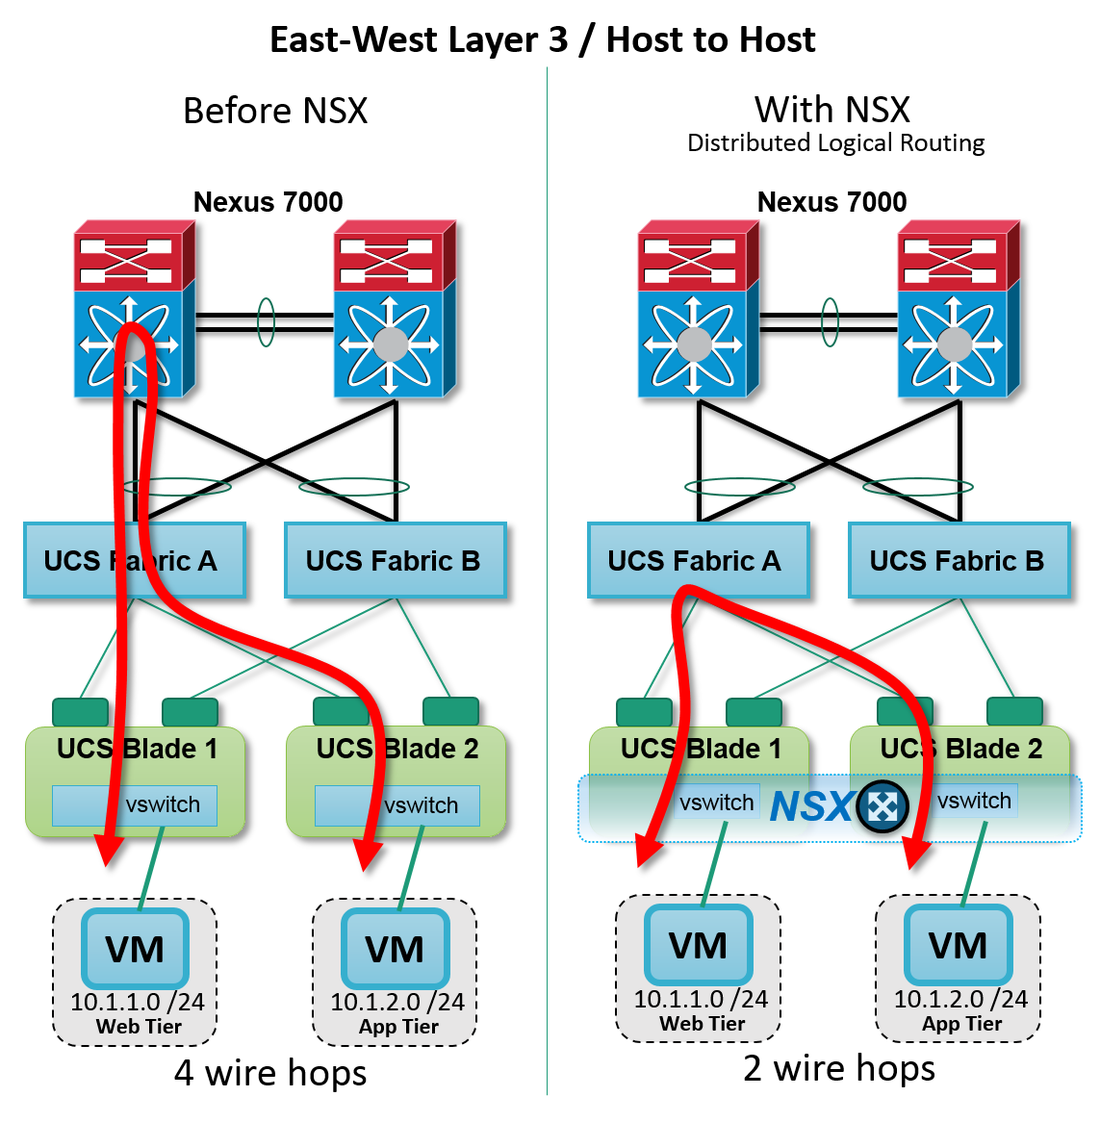 East-West Layer 3 / Host to Host
Before NSX
Nexus 7000
UCS Fabric A
UCS Fabric B
UCS Blade 1
UCS Blade 2
vswitch
vswitch
VM
10.1.1.0 /24
Web Tier
VM
10.1.2.0 /24
App Tier
4 wire hops
With NSX
Distributed Logical Routing
Nexus 7000
UCS Fabric A
UCS Fabric B
UCS Blade 1
UCS Blade 2
vswitch
NSX
vswitch
VM
10.1.1.0 /24
Web Tier
VM
10.1.2.0 /24
App Tier
2 wire hops